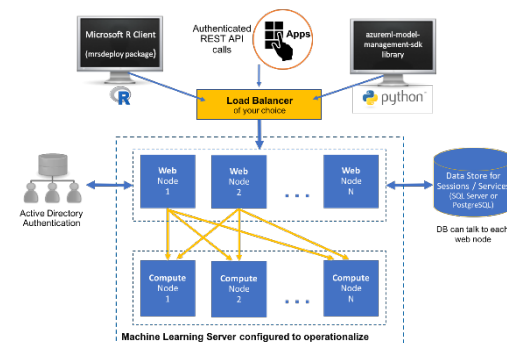 Microsoft R Client
(mrsdeploy package)
R
Authenticated
REST API
calls
Apps
azureml-model-
management-sdk
library
python
Load Balancer
of your choice
Active Directory
Authentication
Web
Node
1
Web
Node
2
...
Web
Node
N
Data Store for
Sessions / Services
(SQL Server or
PostgreSQL)
DB can talk to each
web node
Compute
Node
1
Compute
Node
2
...
Compute
Node
N
Machine Learning Server configured to operationalize